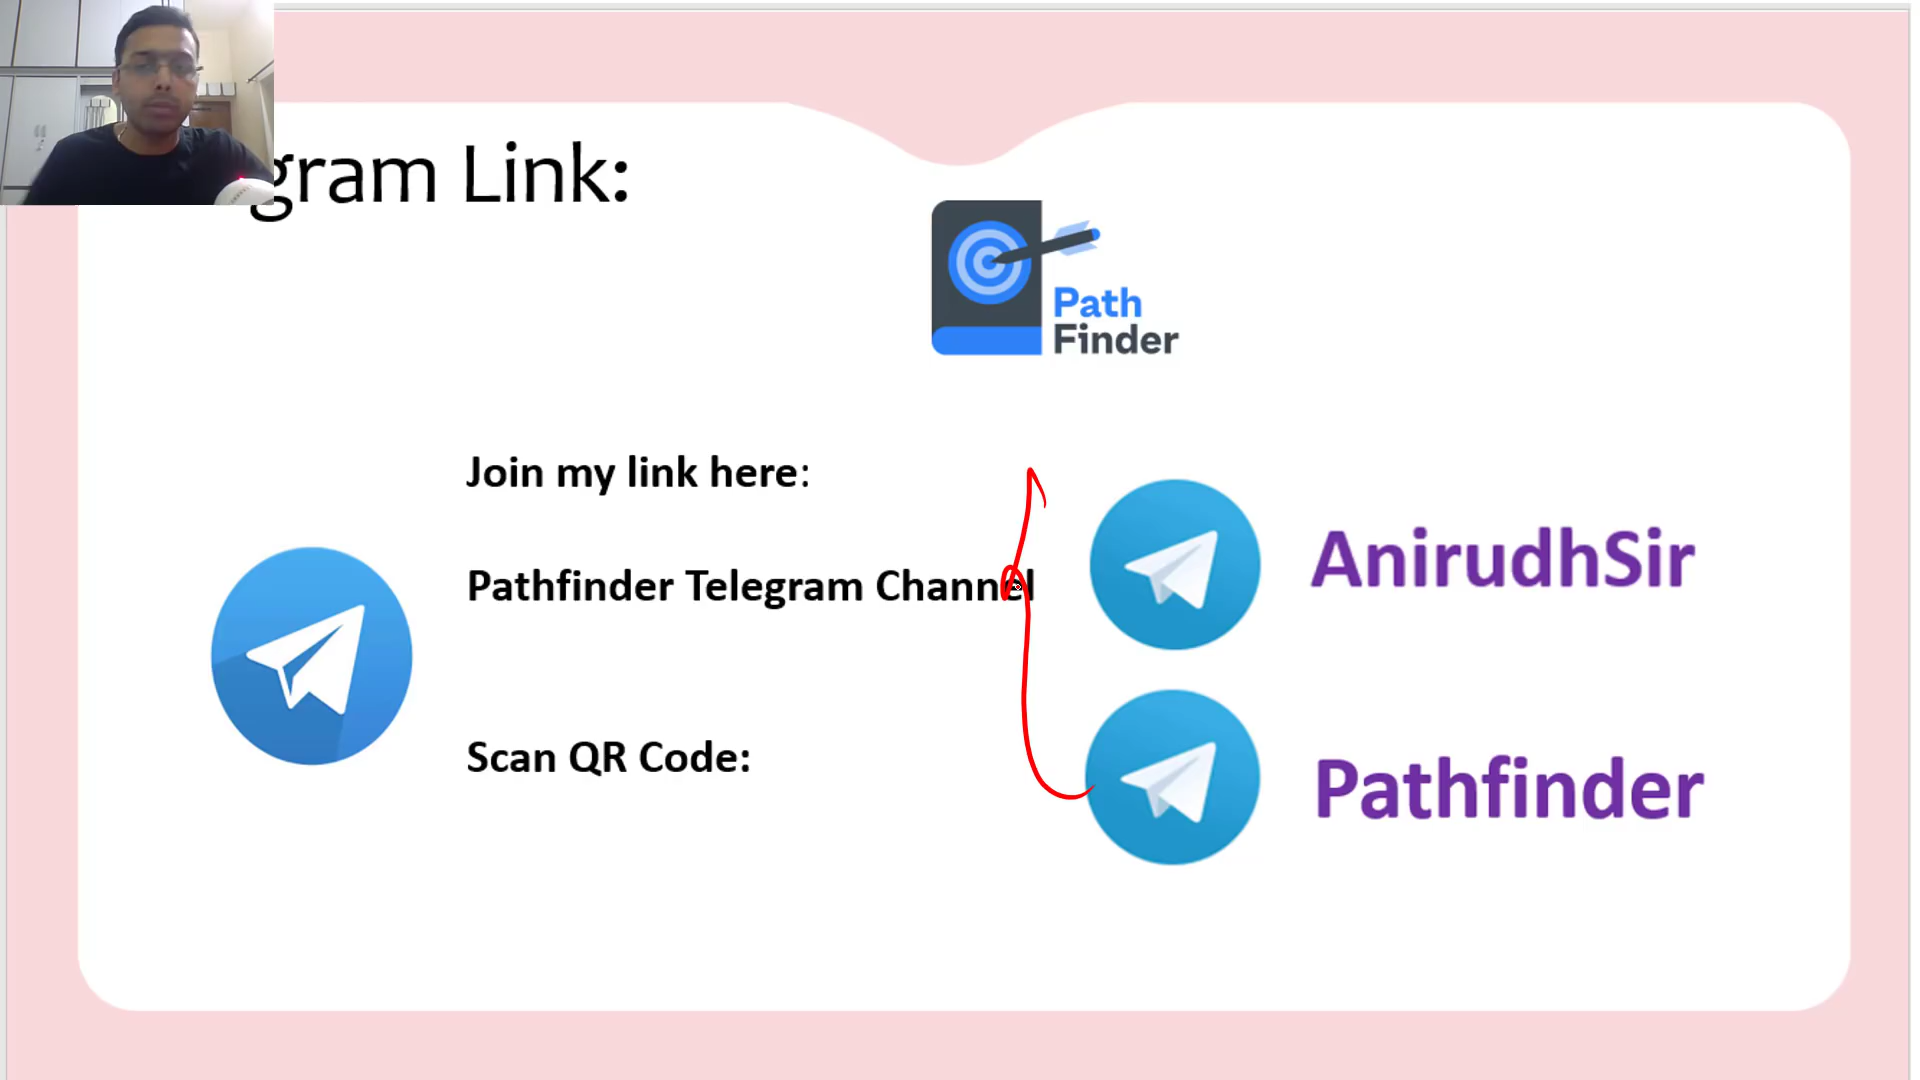 gram Link:
Path
Finder
Join my link here:
Pathfinder Telegram Channel
Scan QR Code:
AnirudhSir
Pathfinder